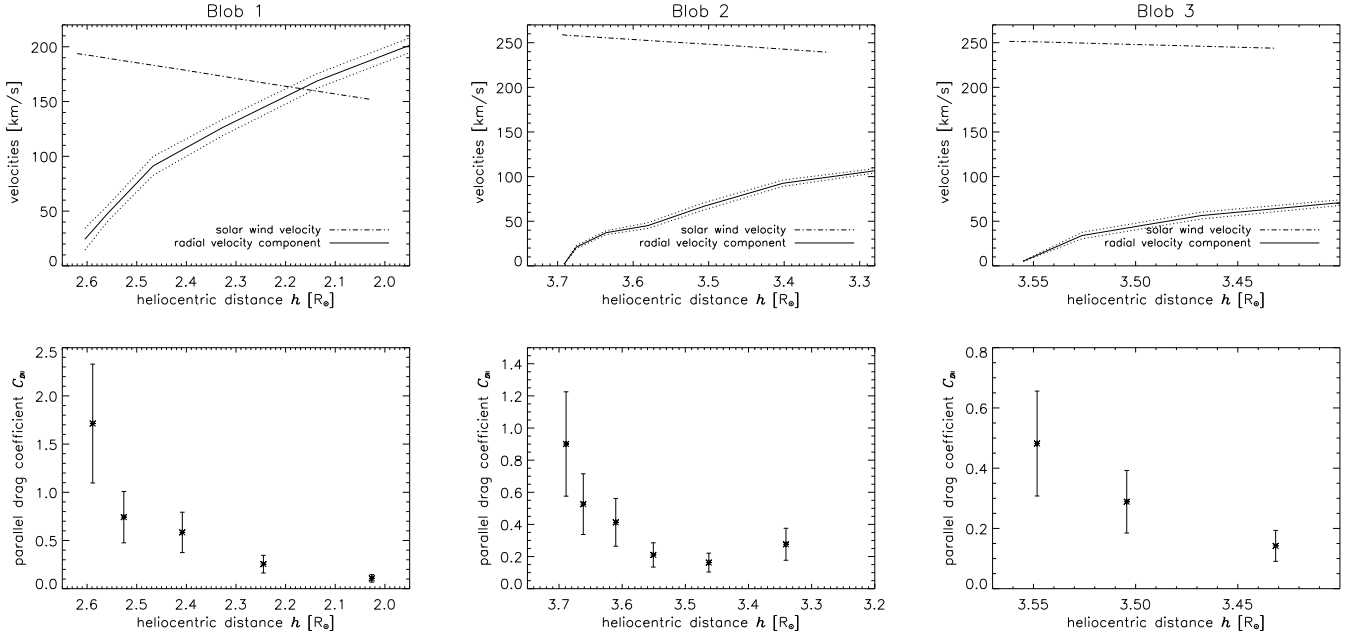 Blob 1
velocities [km/s]
200
150
100
50
0
solar wind velocity
radial velocity component
2.6 2.5 2.4 2.3 2.2 2.1 2.0
heliocentric distance h [R⊙]
Blob 2
velocities [km/s]
250
200
150
100
50
0
solar wind velocity
radial velocity component
3.7 3.6 3.5 3.4 3.3
heliocentric distance h [R⊙]
Blob 3
velocities [km/s]
250
200
150
100
50
0
solar wind velocity
radial velocity component
3.55 3.50 3.45
heliocentric distance h [R⊙]
parallel drag coefficient C
2.5
2.0
1.5
1.0
0.5
0.0
2.6 2.5 2.4 2.3 2.2 2.1 2.0
heliocentric distance h [R⊙]
parallel drag coefficient C
1.4
1.2
1.0
0.8
0.6
0.4
0.2
0.0
3.7 3.6 3.5 3.4 3.3 3.2
heliocentric distance h [R⊙]
parallel drag coefficient C
0.8
0.6
0.4
0.2
0.0
3.55 3.50 3.45
heliocentric distance h [R⊙]